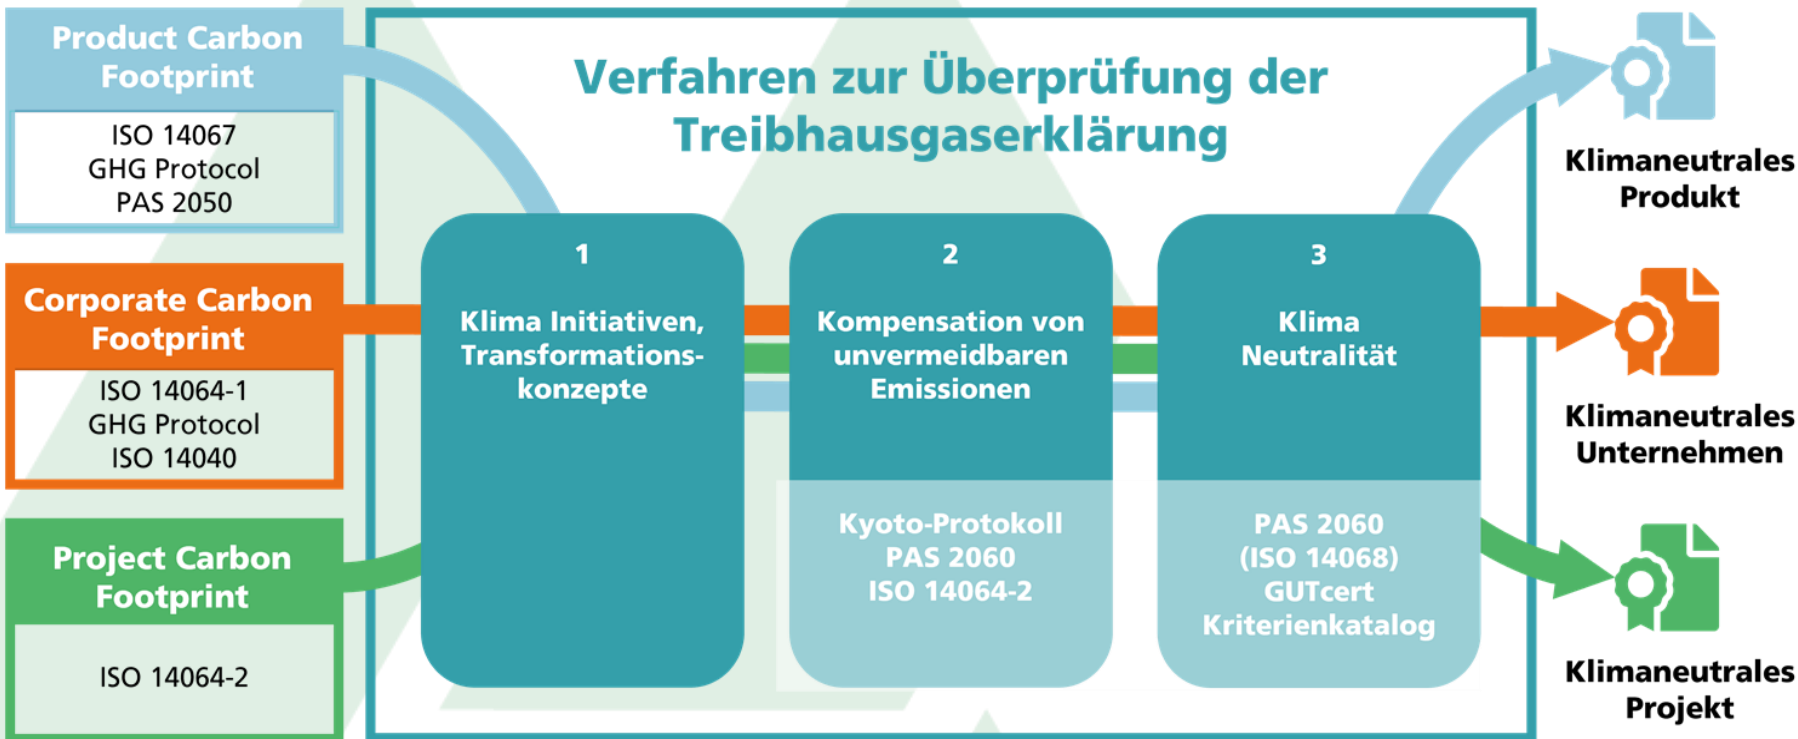 Product Carbon
Footprint
ISO 14067
GHG Protocol
PAS 2050
Corporate Carbon
Footprint
ISO 14064-1
GHG Protocol
ISO 14040
Project Carbon
Footprint
ISO 14064-2
Verfahren zur Überprüfung der
Treibhausgaserklärung
1
Klima Initiativen,
Transformations-
konzepte
2
Kompensation von
unvermeidbaren
Emissionen
Kyoto-Protokoll
PAS 2060
ISO 14064-2
3
Klima
Neutralität
PAS 2060
(ISO 14068)
GUTcert
Kriterienkatalog
Klimaneutrales
Produkt
Klimaneutrales
Unternehmen
Klimaneutrales
Projekt